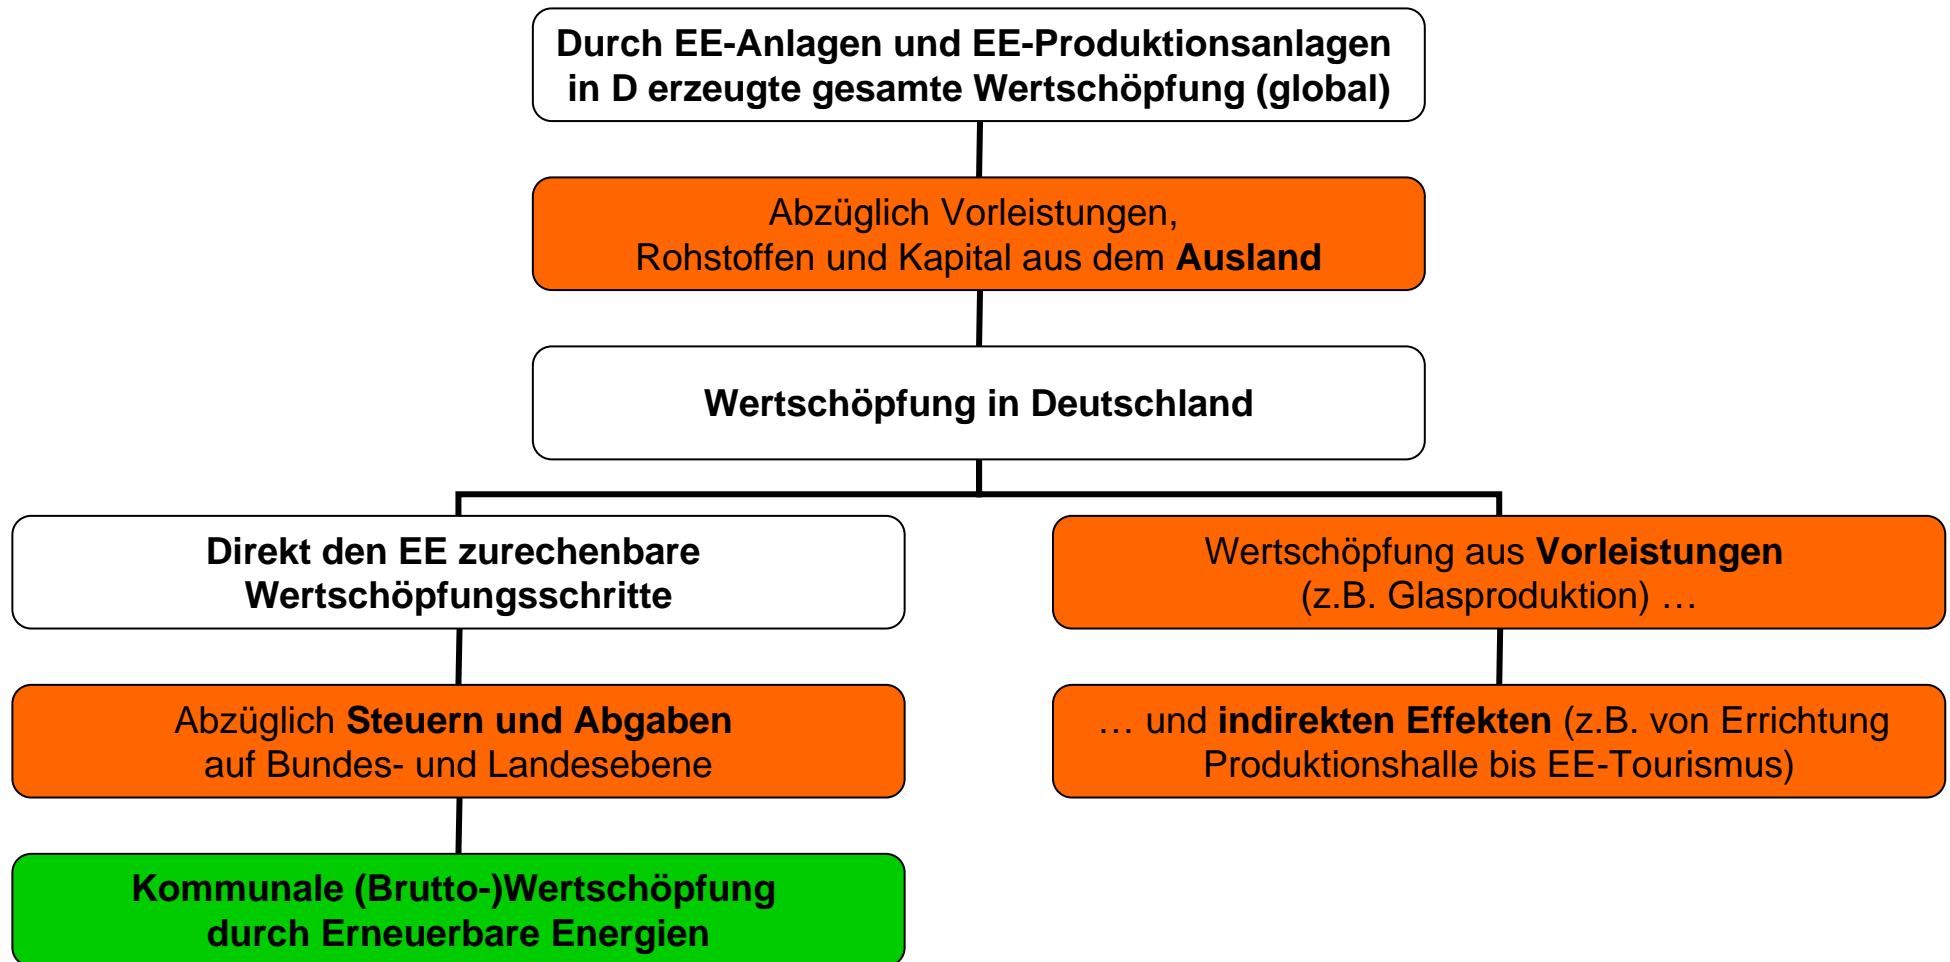 Durch EE-Anlagen und EE-Produktionsanlagen
in D erzeugte gesamte Wertschöpfung (global)
Abzüglich Vorleistungen,
Rohstoffen und Kapital aus dem Ausland
Wertschöpfung in Deutschland
Direkt den EE zurechenbare
Wertschöpfungsschritte
Wertschöpfung aus Vorleistungen
(z.B. Glasproduktion) …
Abzüglich Steuern und Abgaben
auf Bundes- und Landesebene
… und indirekten Effekten (z.B. von Errichtung
Produktionshalle bis EE-Tourismus)
Kommunale (Brutto-)Wertschöpfung
durch Erneuerbare Energien